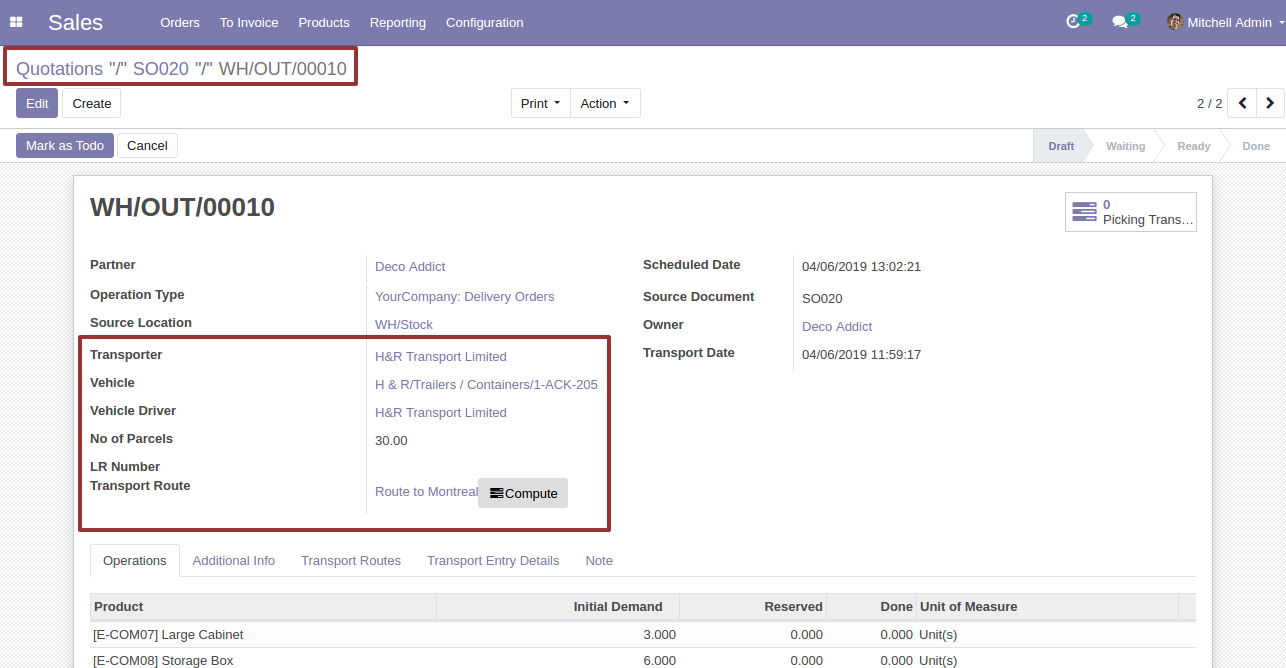 Sales Orders To Invoice Products Reporting Configuration 2 2 Mitchell Admin
Quotations "/" SO020 "/" WH/OUT/00010
Edit Create Print Action 2 / 2
Mark as Todo Cancel Draft Waiting Ready Done
WH/OUT/00010
0
Picking Trans...
Partner Deco Addict Scheduled Date 04/06/2019 13:02:21
Operation Type YourCompany: Delivery Orders Source Document SO020
Source Location WH/Stock Owner Deco Addict
Transporter H&R Transport Limited Transport Date 04/06/2019 11:59:17
Vehicle H & R/Trailers / Containers/1-ACK-205
Vehicle Driver H&R Transport Limited
No of Parcels 30.00
LR Number
Transport Route Route to Montreal Compute
Operations Additional Info Transport Routes Transport Entry Details Note
Product Initial Demand Reserved Done Unit of Measure
[E-COM07] Large Cabinet 3.000 0.000 0.000 Unit(s)
[E-COM08] Storage Box 6.000 0.000 0.000 Unit(s)